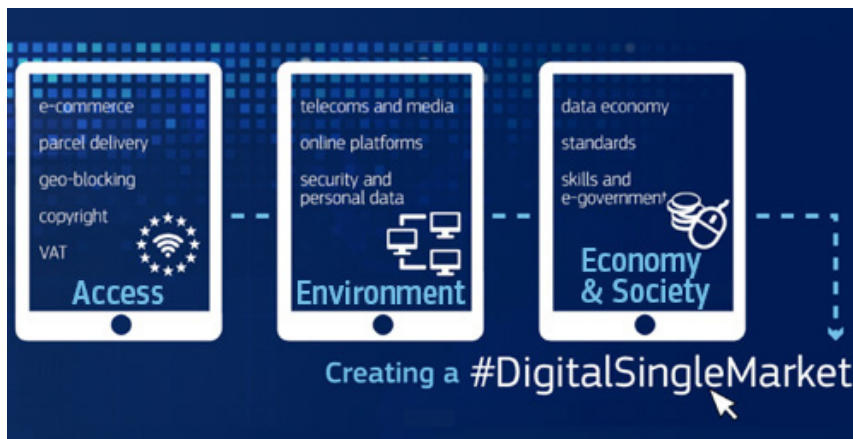 e-commerce
parcel delivery
geo-blocking
copyright
VAT
Access
telecoms and media
online platforms
security and
personal data
Environment
data economy
standards
skills and
e-government
Economy
& Society
Creating a #DigitalSingleMarket